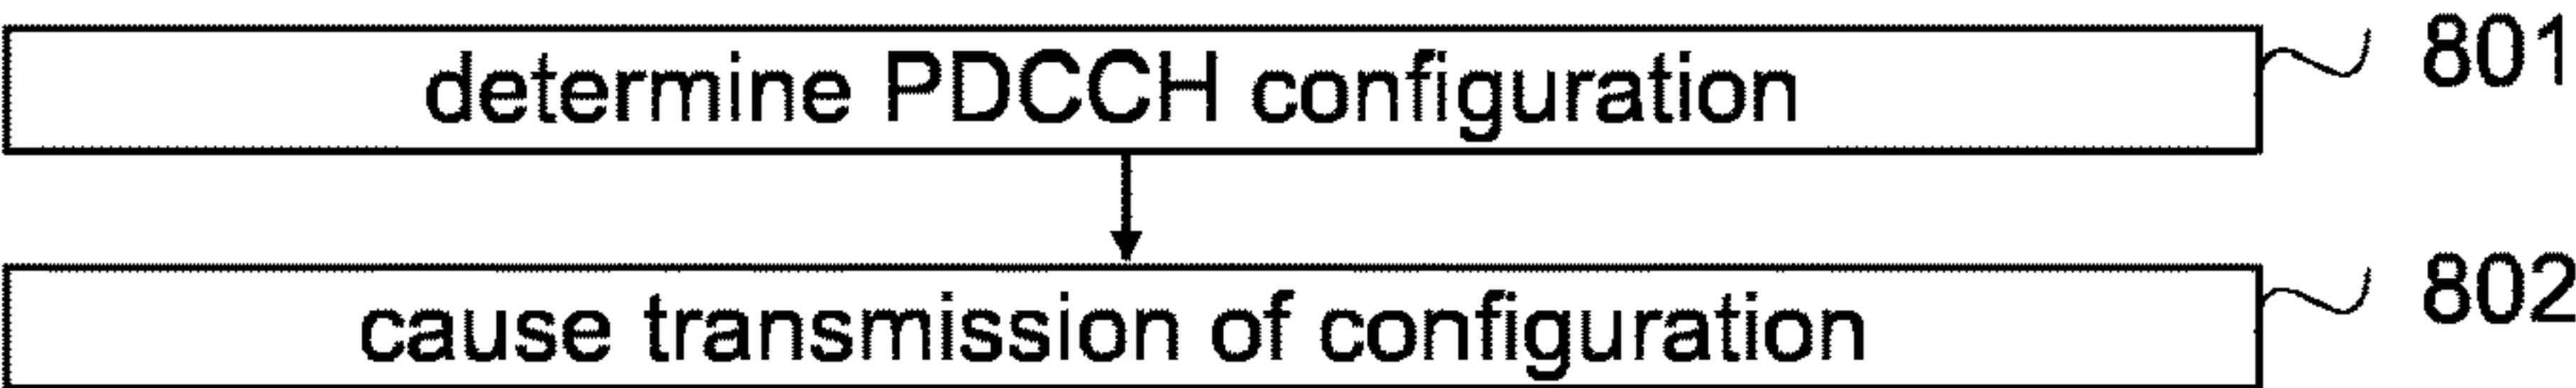 determine PDCCH configuration 801
cause transmission of configuration 802